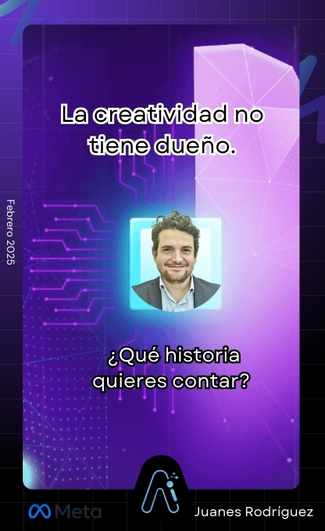 La creatividad no
tiene dueño.
Febrero 2025
¿Qué historia
quieres contar?
Meta
Juanes Rodríguez